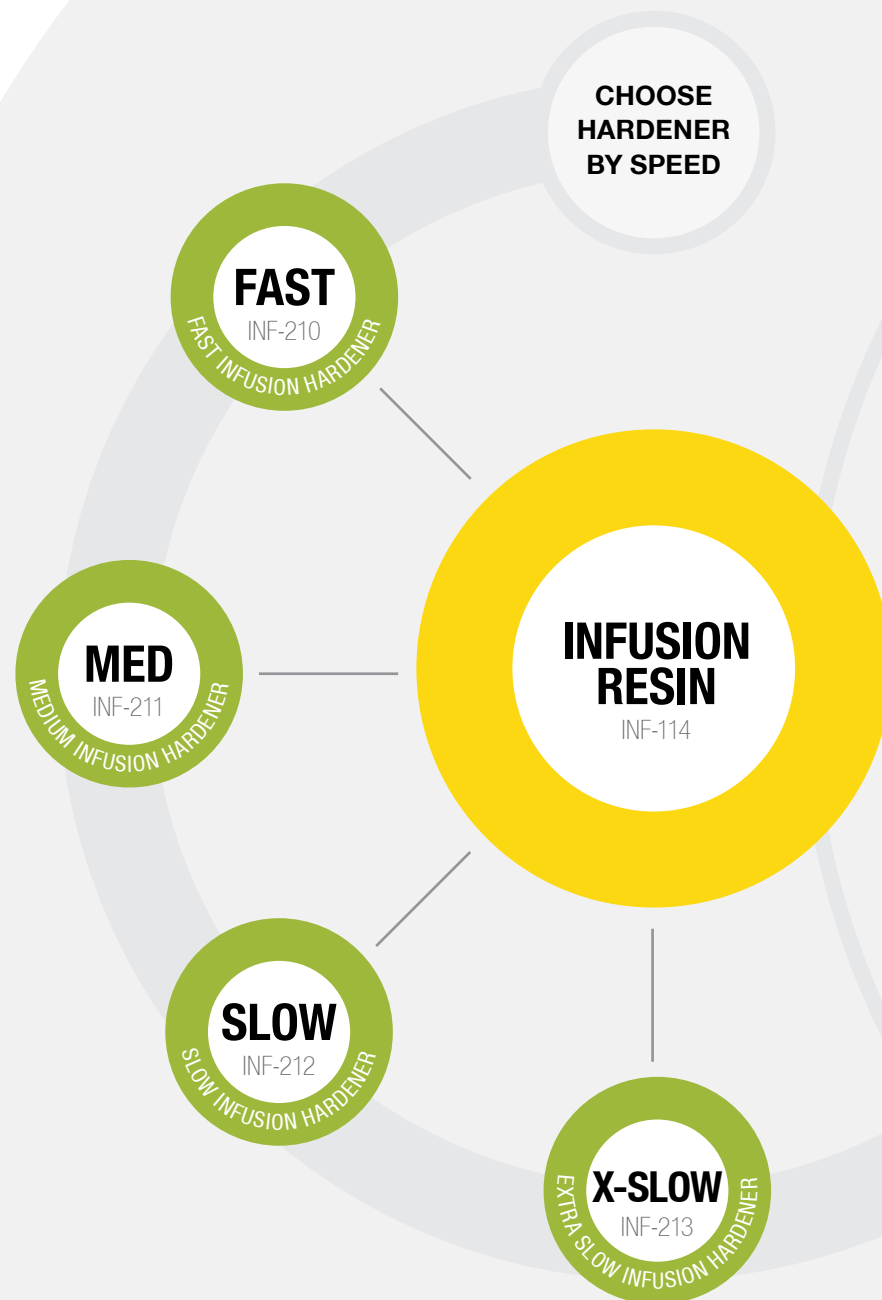 CHOOSE
HARDENER
BY SPEED
FAST
INF-210
FAST INFUSION HARDENER
INFUSION
RESIN
INF-114
MED
INF-211
MEDIUM INFUSION HARDENER
SLOW
INF-212
SLOW INFUSION HARDENER
X-SLOW
INF-213
EXTRA SLOW INFUSION HARDENER